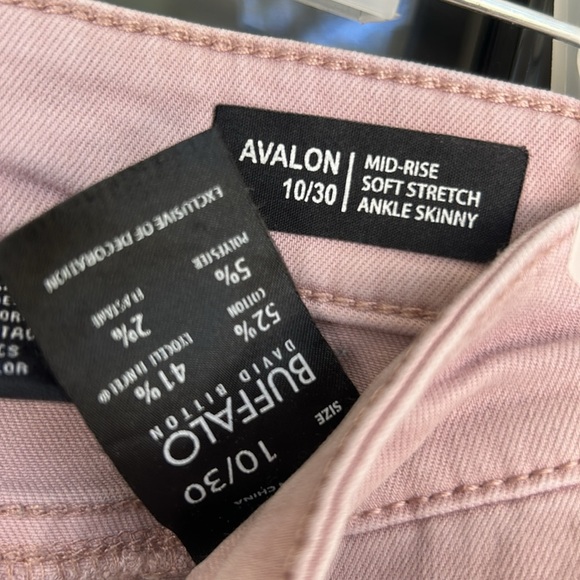 AVALON
10/30
MID-RISE
SOFT STRETCH
ANKLE SKINNY
BUFFALO
DAVID BITTON
SIZE
10/30
CHINA
52%
COTTON
41%
LYOCELL TENCEL®
5%
POLYESTER
2%
ELASTANE
EXCLUSIVE OF DECORATION